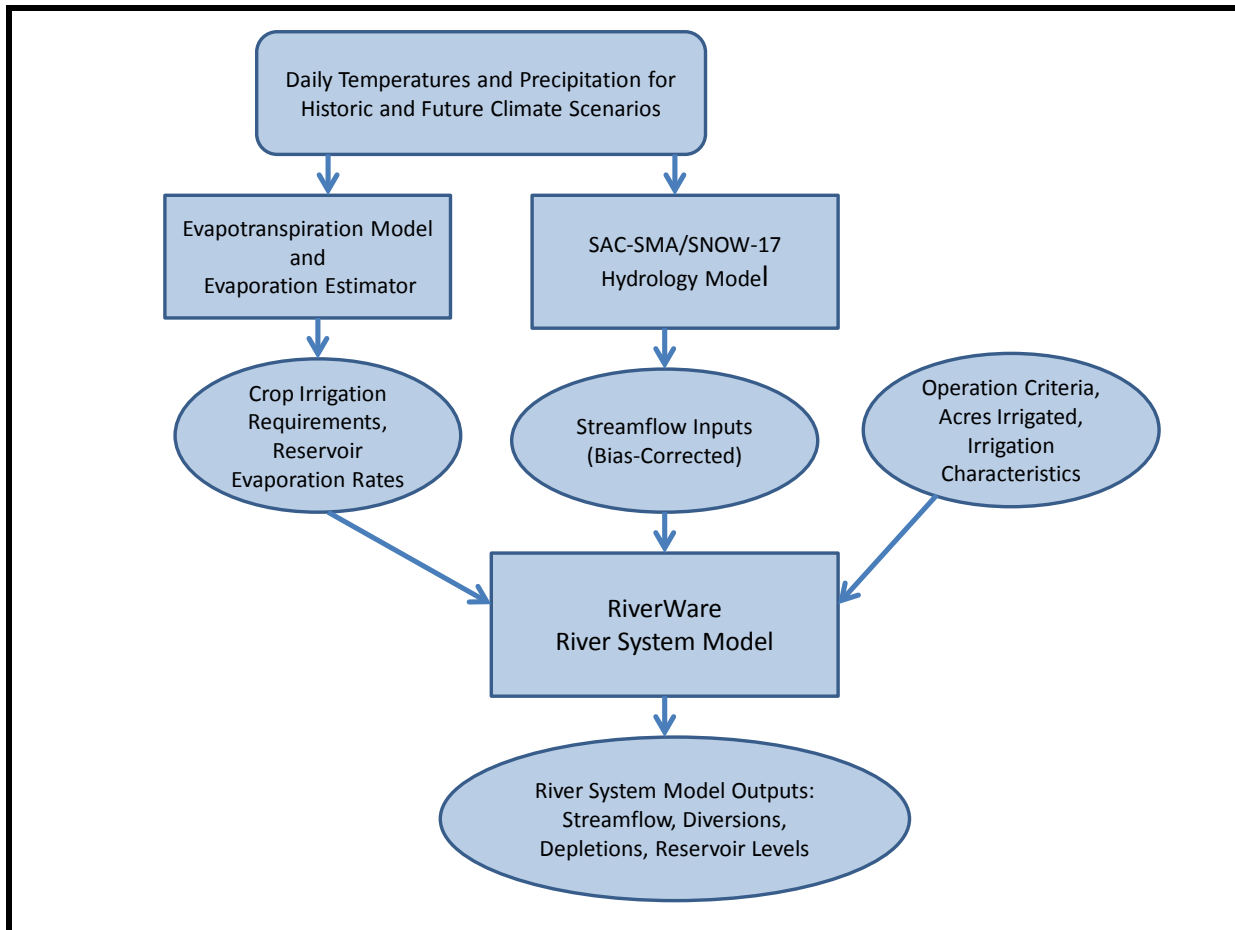 Daily Temperatures and Precipitation for
Historic and Future Climate Scenarios
Evapotranspiration Model
and
Evaporation Estimator
SAC-SMA/SNOW-17
Hydrology Model
Crop Irrigation
Requirements,
Reservoir
Evaporation Rates
Streamflow Inputs
(Bias-Corrected)
Operation Criteria,
Acres Irrigated,
Irrigation
Characteristics
RiverWare
River System Model
River System Model Outputs:
Streamflow, Diversions,
Depletions, Reservoir Levels